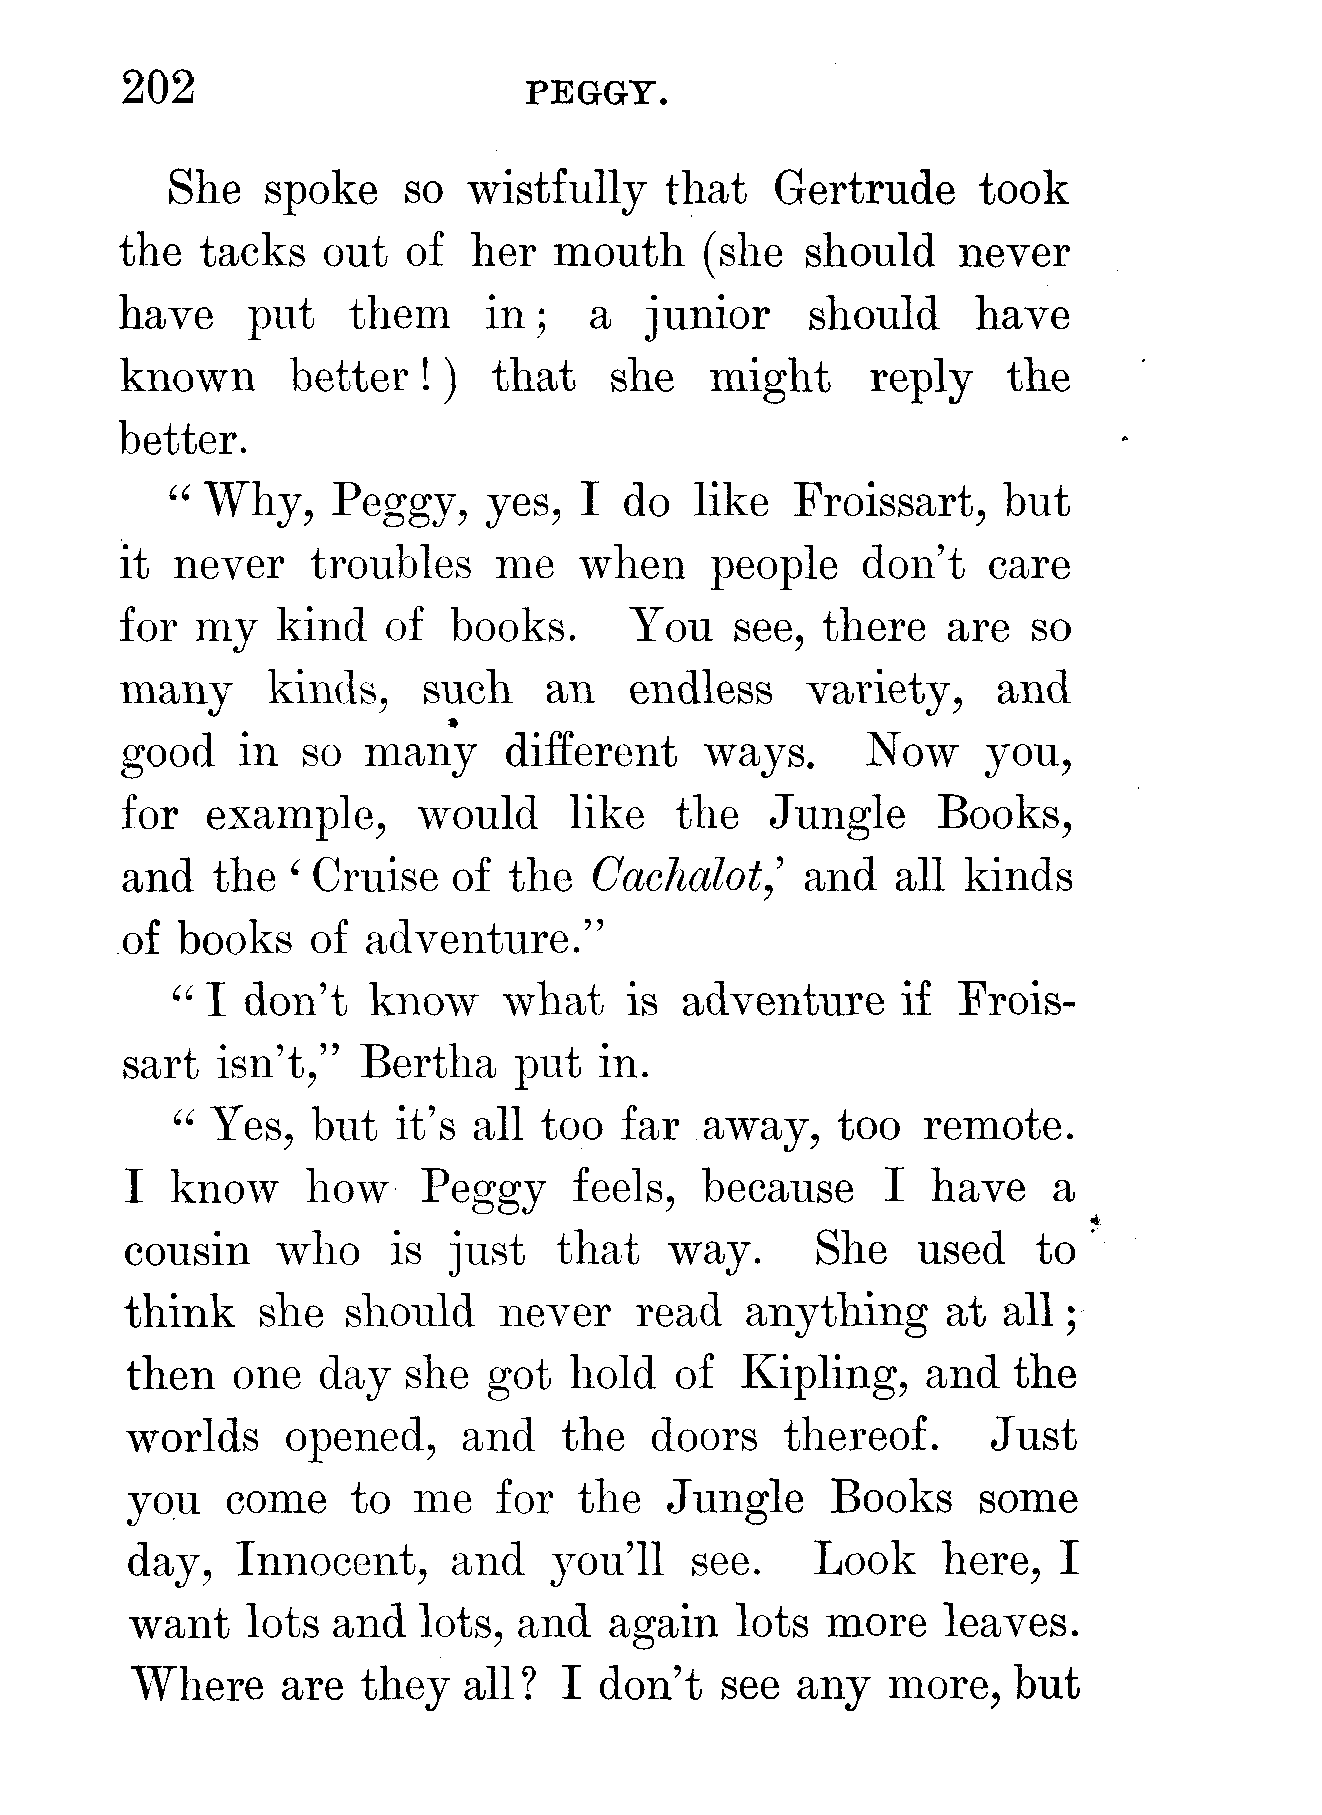 202 PEGGY.
She spoke so wistfully that Gertrude took
the tacks out of her mouth (she should never
have put them in; a junior should have
known better!) that she might reply the
better.
“Why, Peggy, yes, I do like Froissart, but
it never troubles me when people don’t care
for my kind of books. You see, there are so
many kinds, such an endless variety, and
good in so many different ways. Now you,
for example, would like the Jungle Books,
and the ‘Cruise of the Cachalot,’ and all kinds
of books of adventure.”
“I don’t know what is adventure if Frois-
sart isn’t,” Bertha put in.
“Yes, but it’s all too far away, too remote.
I know how Peggy feels, because I have a
cousin who is just that way. She used to
think she should never read anything at all;
then one day she got hold of Kipling, and the
worlds opened, and the doors thereof. Just
you come to me for the Jungle Books some
day, Innocent, and you’ll see. Look here, I
want lots and lots, and again lots more leaves.
Where are they all? I don’t see any more, but